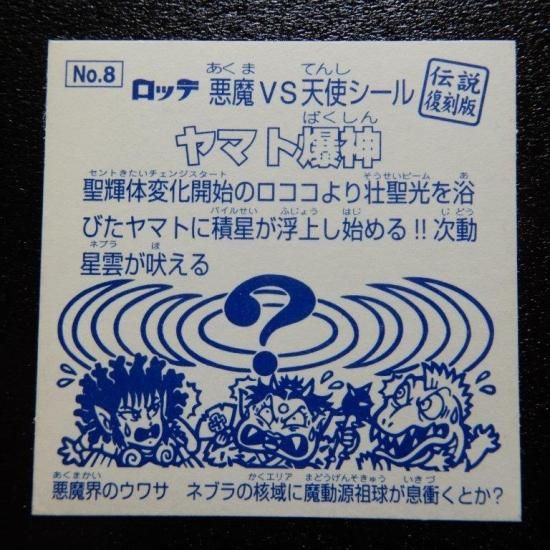 No.8
ロッテ 悪魔VS天使シール
あくま てんし
伝説
復刻版
ばくしん
ヤマト爆神
セントきたいチェンジスタート そうせいビーム あ
聖輝体変化開始のロココより壮聖光を浴
パイルせい ふじょう はじ じどう
びたヤマトに積星が浮上し始める!!次動
ネブラ ほ
星雲が吠える
?
あくまかい かくエリア まどうげんそきゅう いきづ
悪魔界のウワサ ネブラの核域に魔動源祖球が息衝くとか?